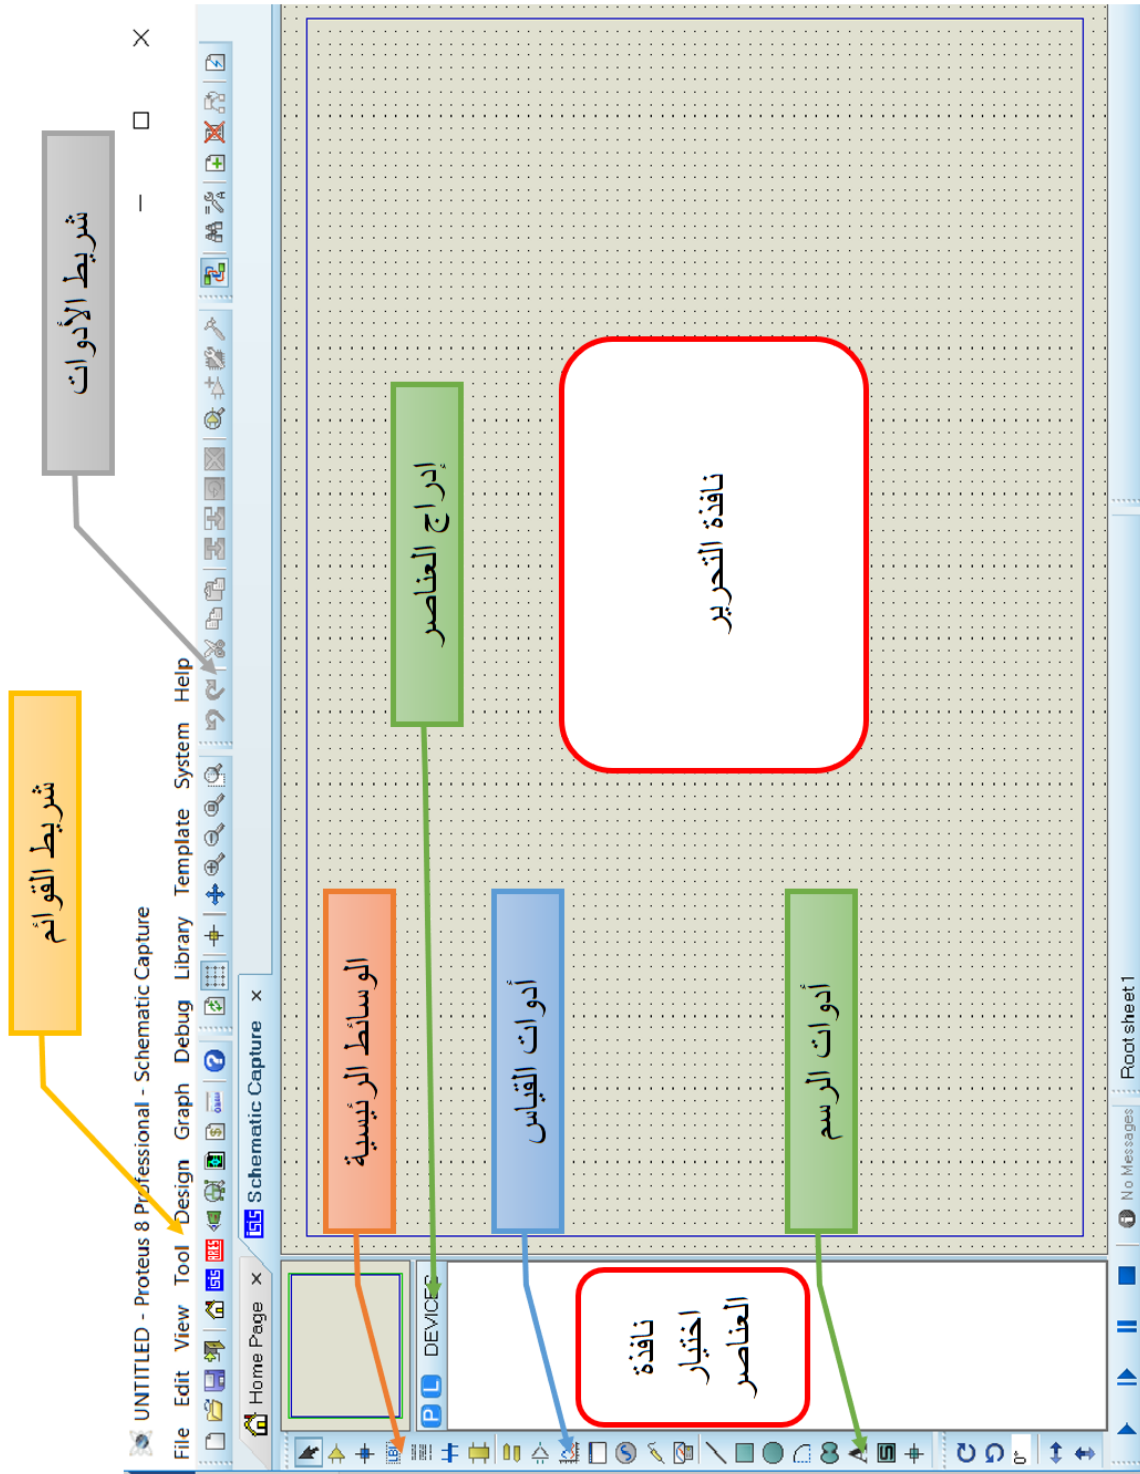 شريط القوائم
شريط الأدوات
UNTITLED - Proteus 8 Professional - Schematic Capture
File Edit View Tool Design Graph Debug Library Template System Help
Home Page
Schematic Capture
الوسائط الرئيسية
إدراج العناصر
P L DEVICES
أدوات القياس
نافذة التحرير
نافذة
اختيار
العناصر
أدوات الرسم
0°
No Messages
Root sheet 1